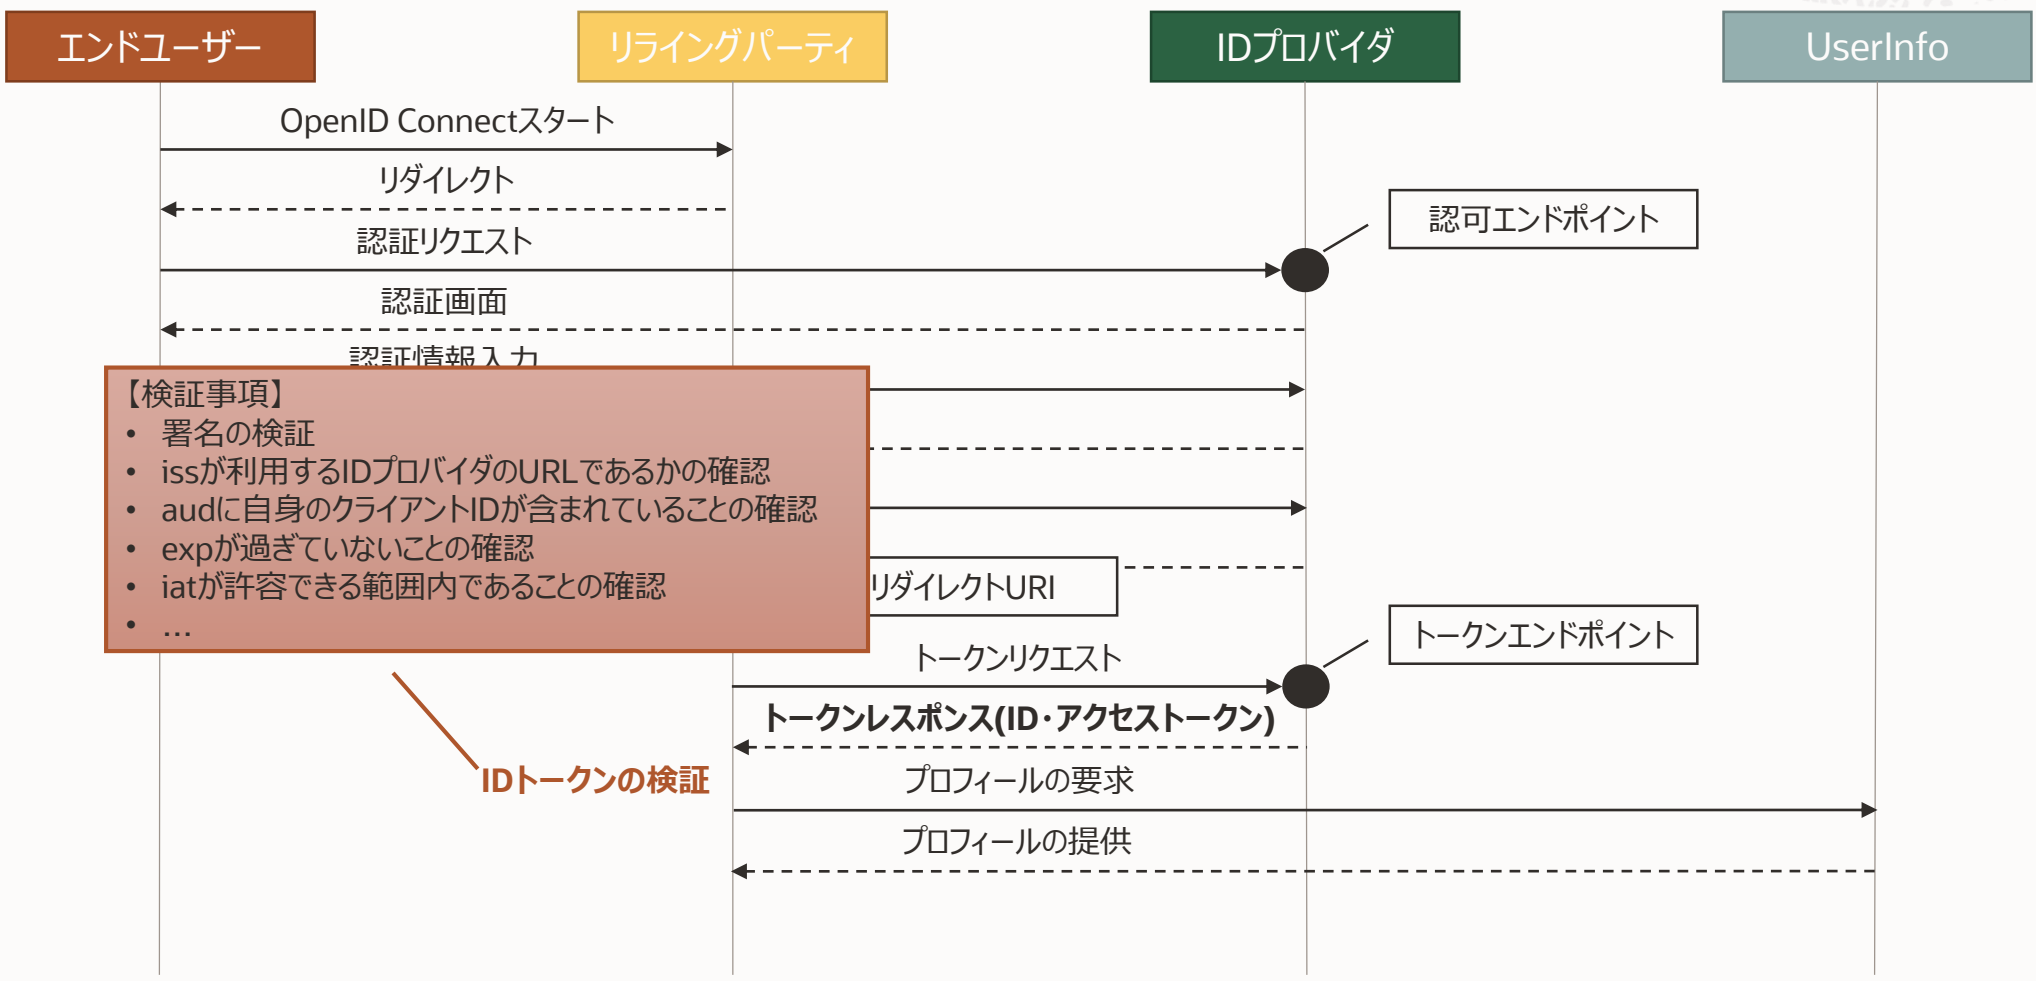 エンドユーザー
リライングパーティ
IDプロバイダ
UserInfo
OpenID Connectスタート
リダイレクト
認可エンドポイント
認証リクエスト
認証画面
認証情報入力
【検証事項】
• 署名の検証
• issが利用するIDプロバイダのURLであるかの確認
• audに自身のクライアントIDが含まれていることの確認
• expが過ぎていないことの確認
• iatが許容できる範囲内であることの確認
• …
リダイレクトURI
トークンエンドポイント
トークンリクエスト
トークンレスポンス(ID・アクセストークン)
IDトークンの検証
プロフィールの要求
プロフィールの提供